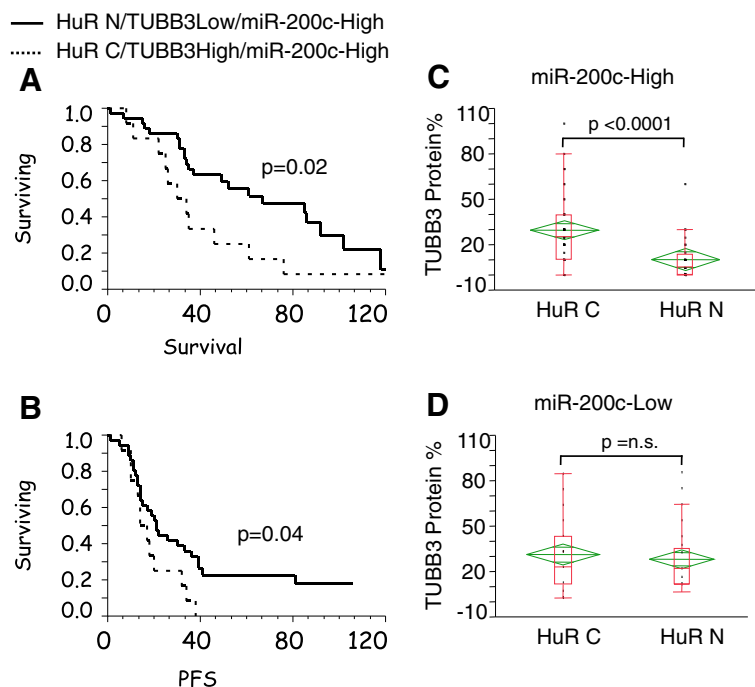 HuR N/TUBB3Low/miR-200c-High
HuR C/TUBB3High/miR-200c-High
A
1.0
0.8
0.6
0.4
0.2
0.0
Surviving
p=0.02
0 40 80 120
Survival
B
1.0
0.8
0.6
0.4
0.2
0.0
Surviving
p=0.04
0 40 80 120
PFS
C
miR-200c-High
110
80
50
20
-10
TUBB3 Protein%
p <0.0001
HuR C HuR N
D
miR-200c-Low
110
80
50
20
-10
TUBB3 Protein %
p =n.s.
HuR C HuR N